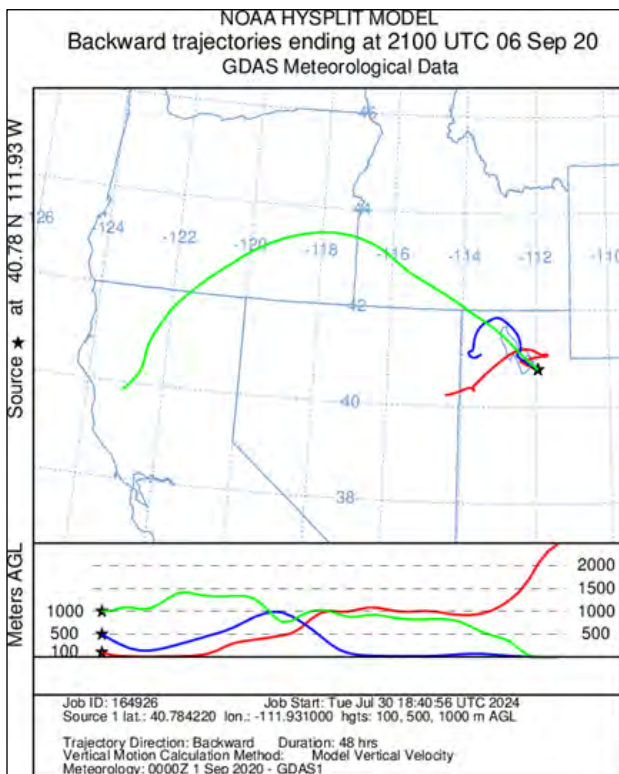 NOAA HYSPLIT MODEL
Backward trajectories ending at 2100 UTC 06 Sep 20
GDAS Meteorological Data
Source ★ at 40.78 N 111.93 W
46
44
126
-124
-122
-120
-118
-116
-114
-112
-110
42
40
38
Meters AGL
2000
1500
1000
1000
500
500
100
Job ID: 164926 Job Start: Tue Jul 30 18:40:56 UTC 2024
Source 1 lat.: 40.784220 lon.: -111.931000 hgts: 100, 500, 1000 m AGL
Trajectory Direction: Backward Duration: 48 hrs
Vertical Motion Calculation Method: Model Vertical Velocity
Meteorology: 0000Z 1 Sep 2020 - GDAS1